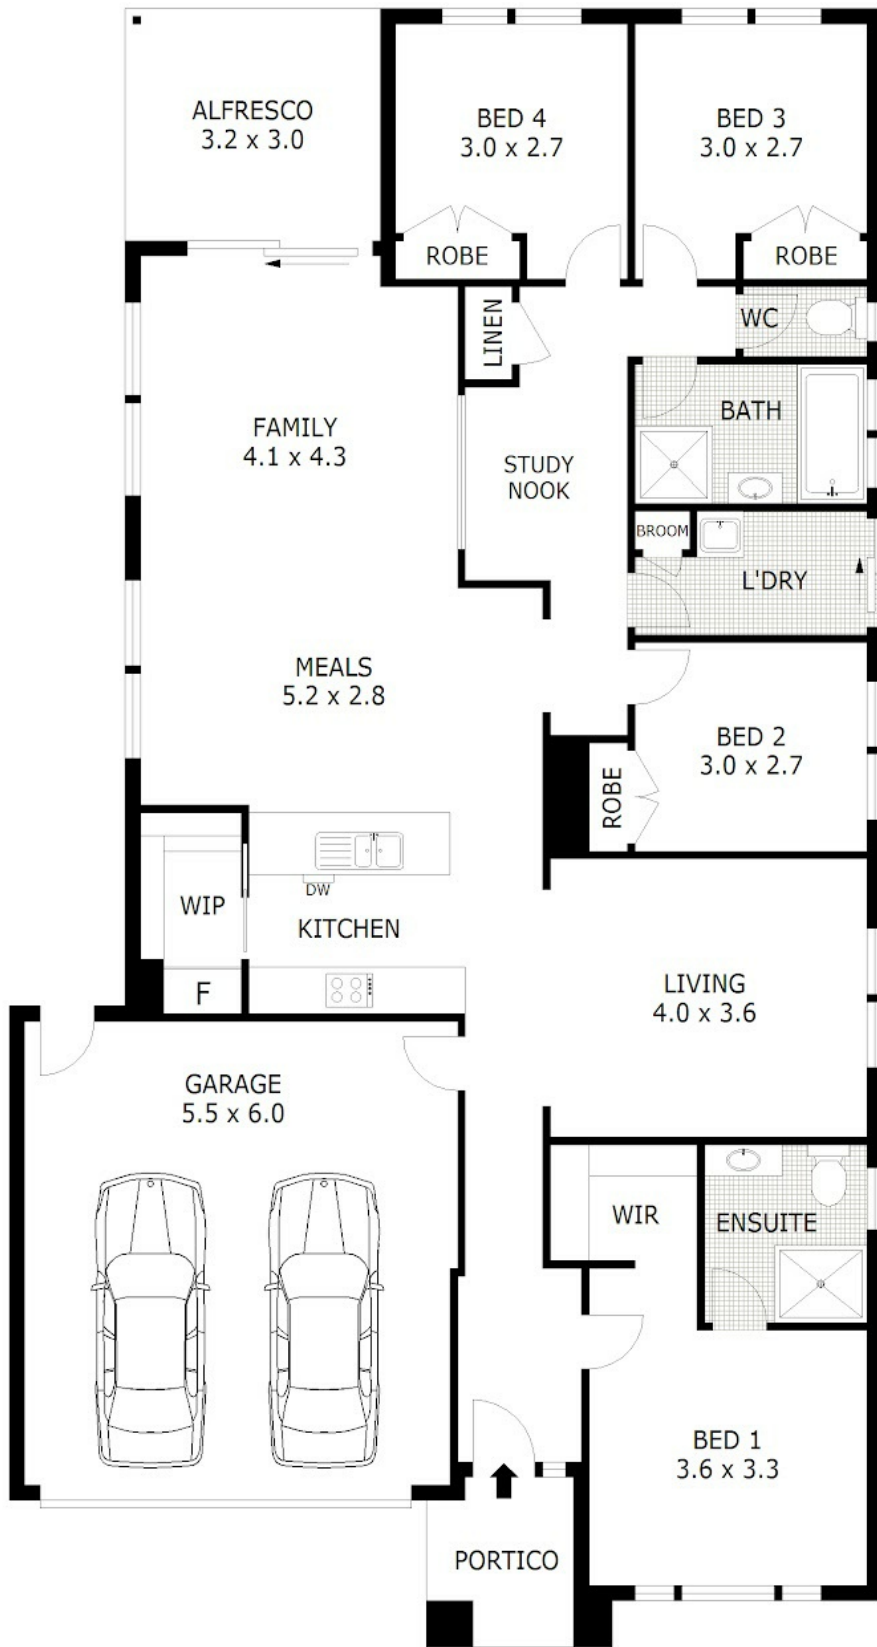 ALFRESCO
3.2 x 3.0
BED 4
3.0 x 2.7
BED 3
3.0 x 2.7
ROBE
ROBE
LINEN
WC
FAMILY
4.1 x 4.3
BATH
STUDY
NOOK
BROOM
L'DRY
MEALS
5.2 x 2.8
BED 2
3.0 x 2.7
ROBE
DW
WIP
KITCHEN
F
LIVING
4.0 x 3.6
GARAGE
5.5 x 6.0
WIR
ENSUITE
BED 1
3.6 x 3.3
PORTICO